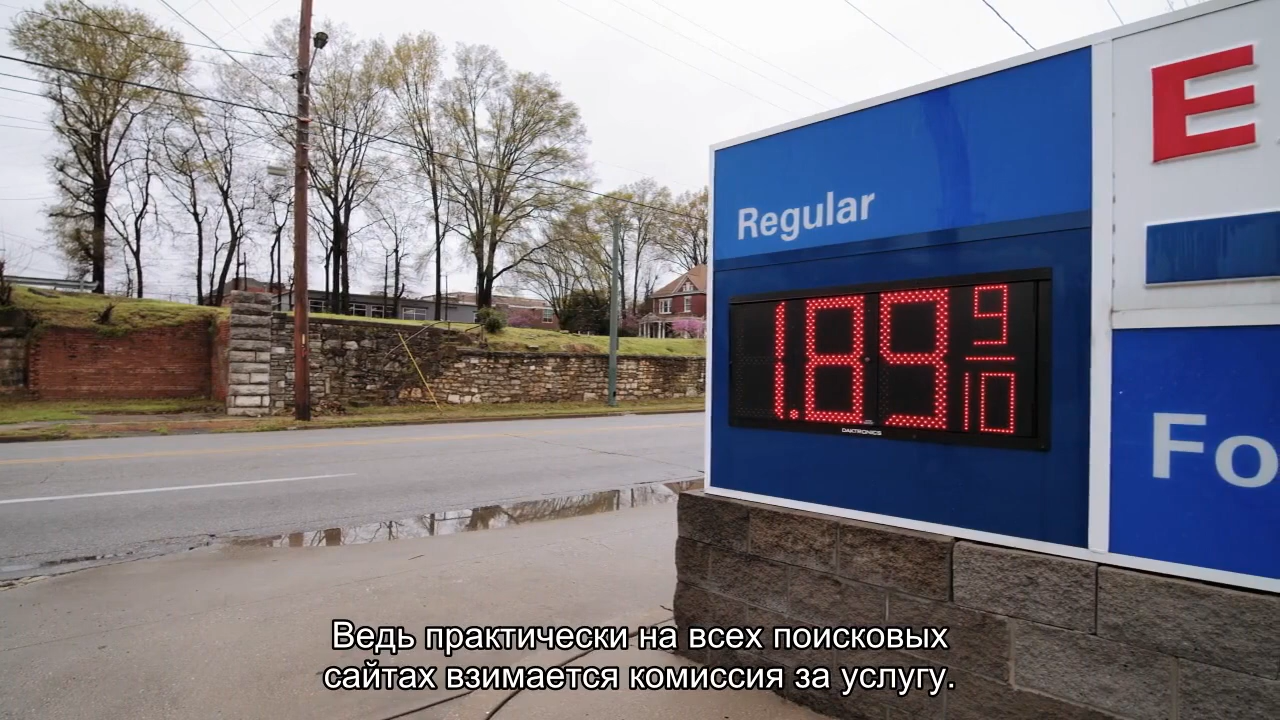 Regular
1.89 9/10
DAKTRONICS
E
Fo
Ведь практически на всех поисковых
сайтах взимается комиссия за услугу.